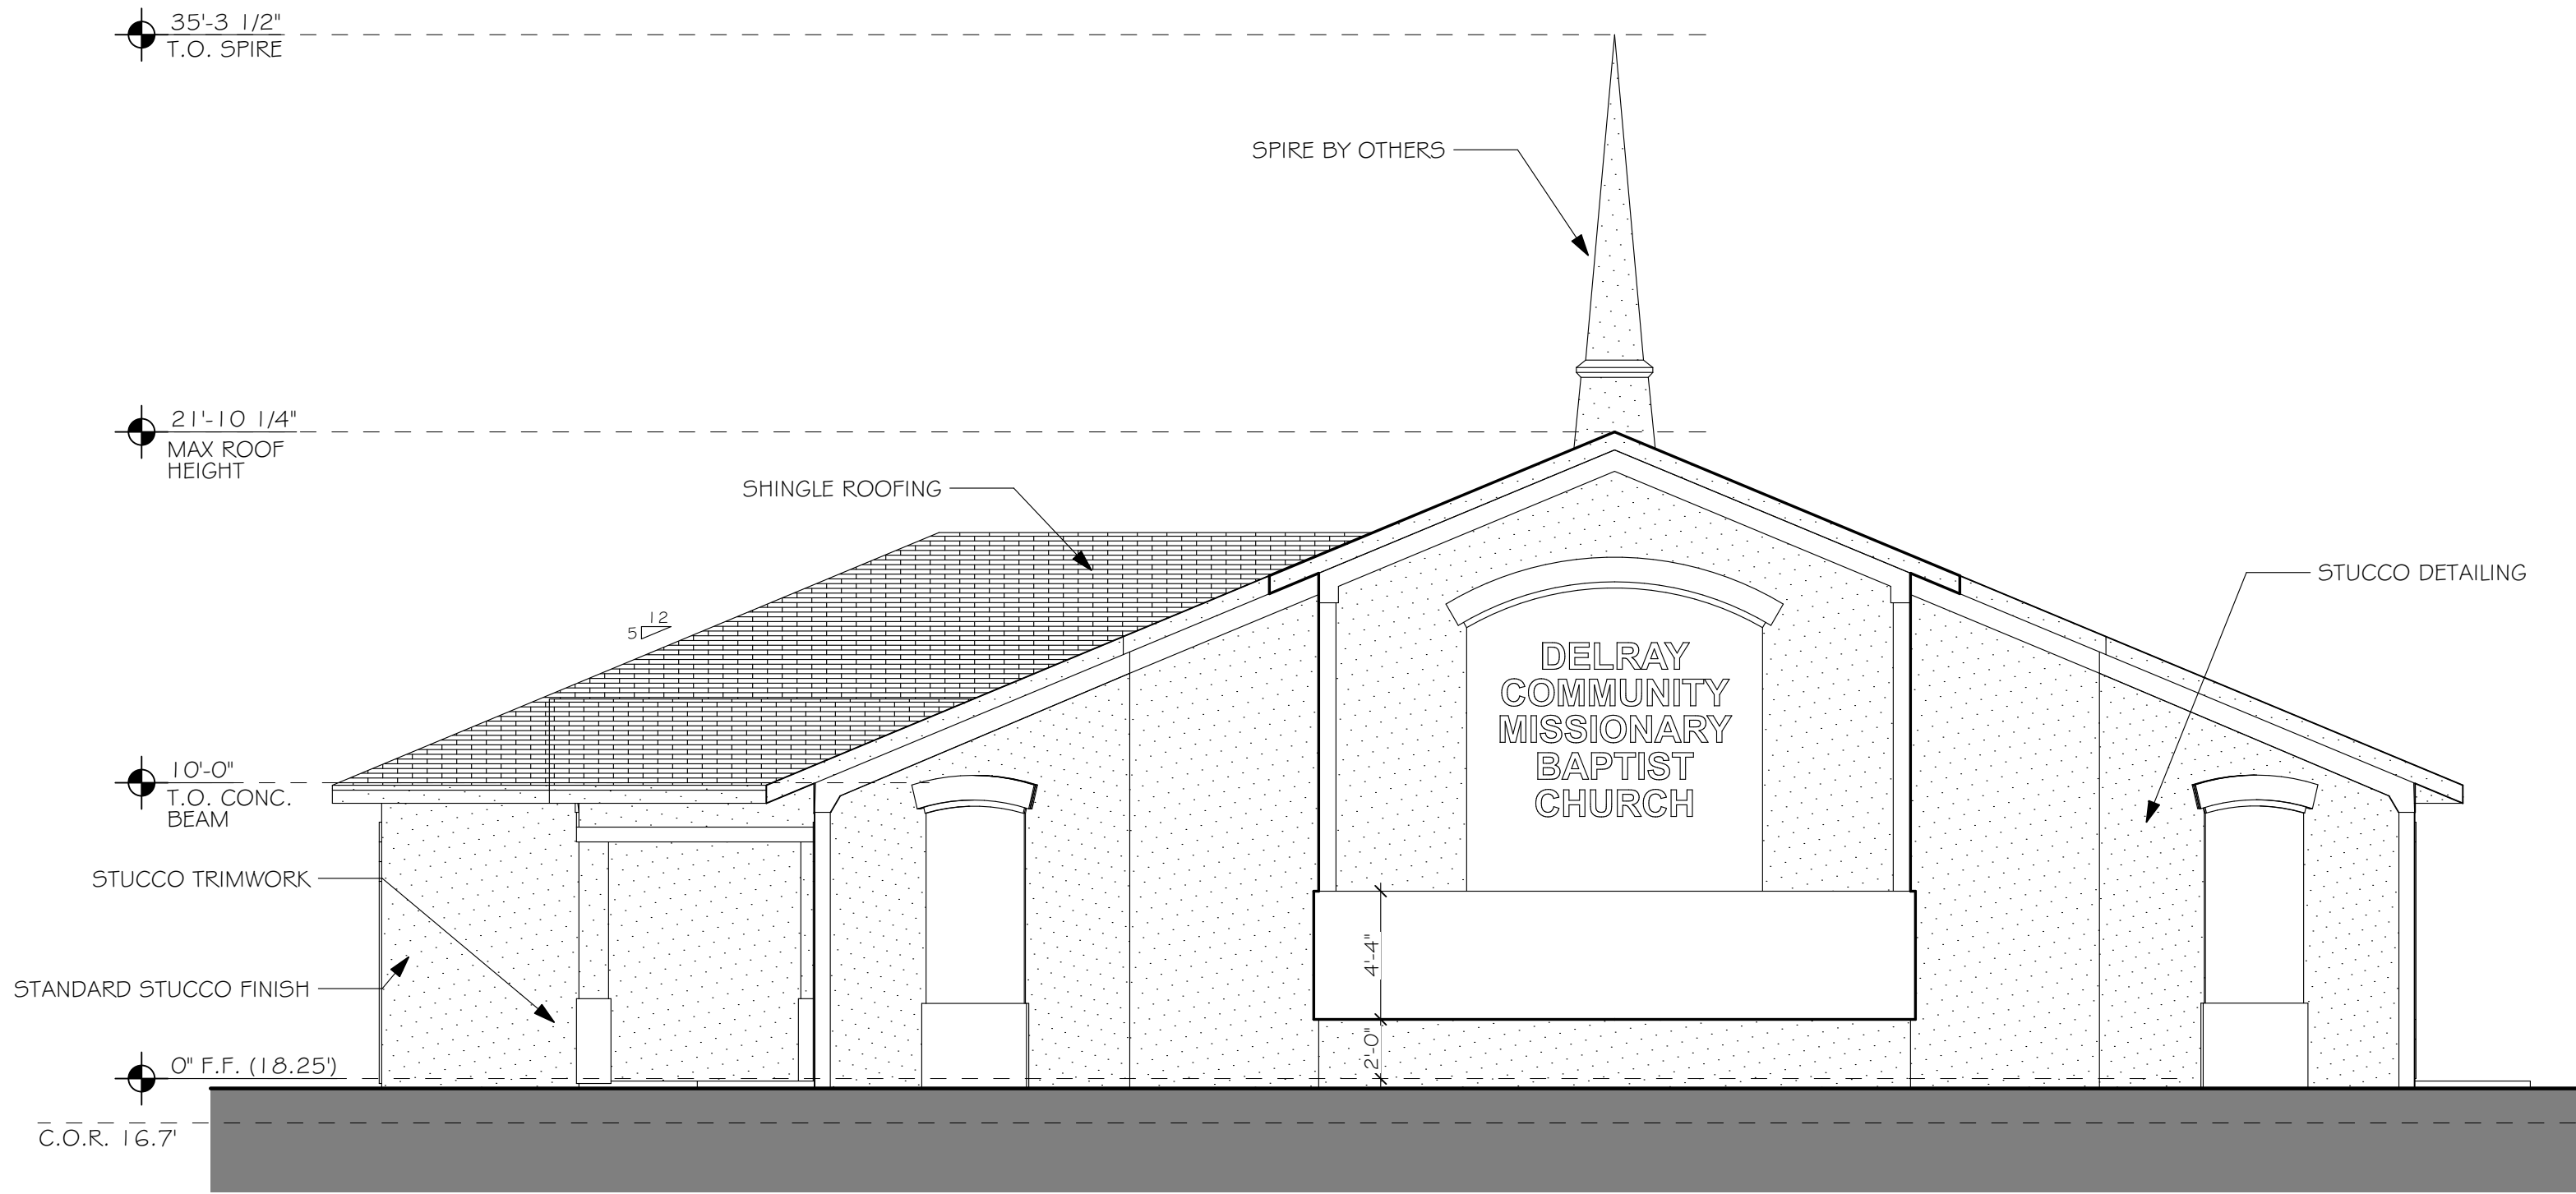 35'-3 1/2"
T.O. SPIRE
SPIRE BY OTHERS
21'-10 1/4"
MAX ROOF
HEIGHT
SHINGLE ROOFING
STUCCO DETAILING
12
5
DELRAY
COMMUNITY
MISSIONARY
BAPTIST
CHURCH
10'-0"
T.O. CONC.
BEAM
STUCCO TRIMWORK
4'-4"
STANDARD STUCCO FINISH
2'-0"
0" F.F. (18.25')
C.O.R. 16.7'